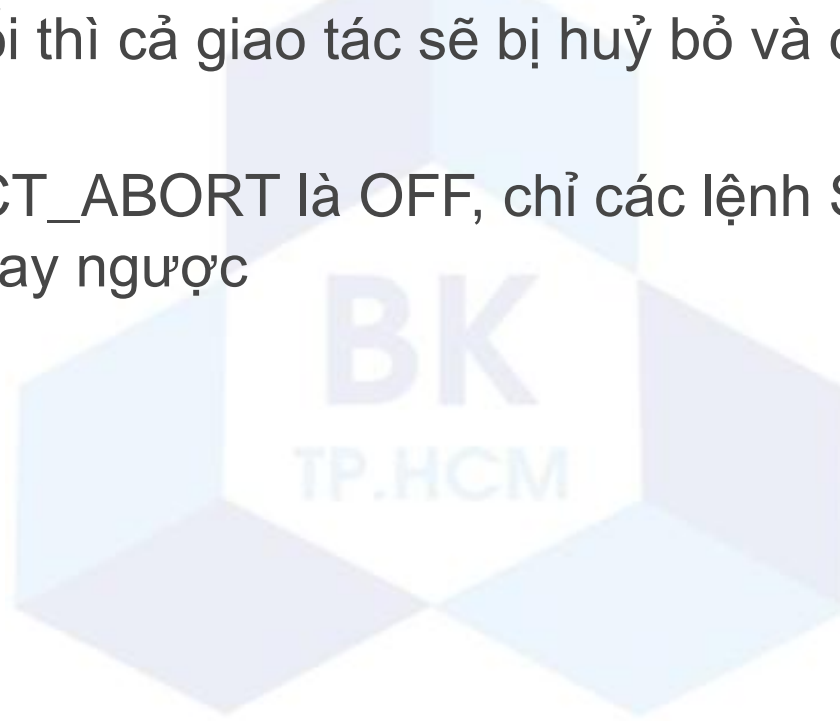 i thì cả giao tác sẽ bị huỷ bỏ và
CT_ABORT là OFF, chỉ các lệnh S
ay ngược
BK
TP.HCM